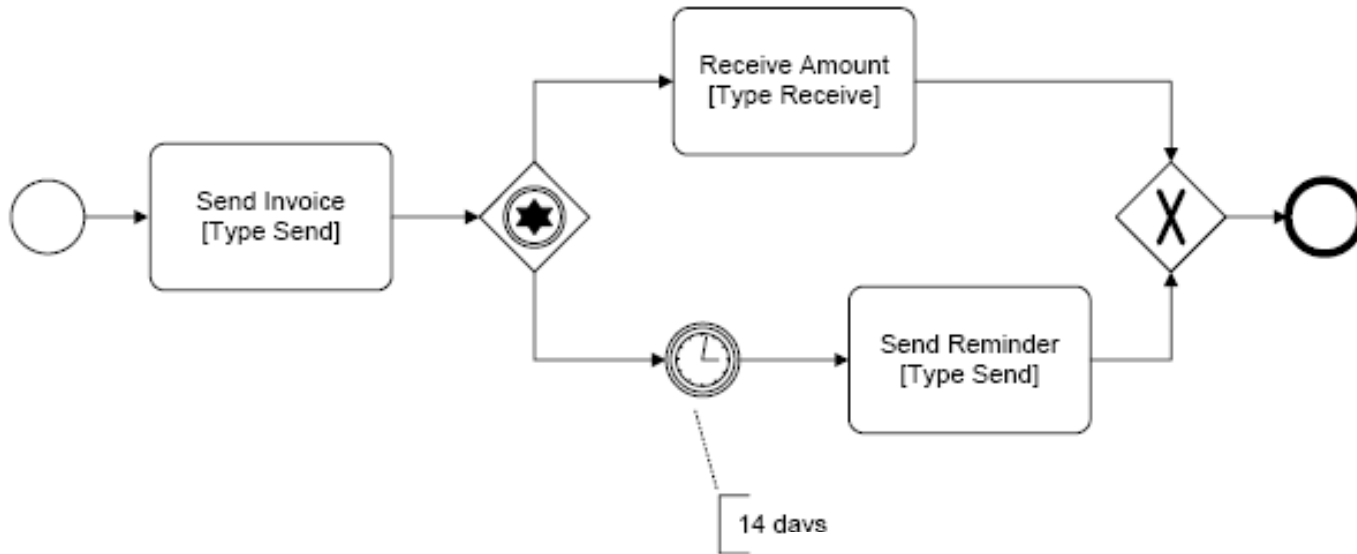 Receive Amount
[Type Receive]
Send Invoice
[Type Send]
Send Reminder
[Type Send]
14 days